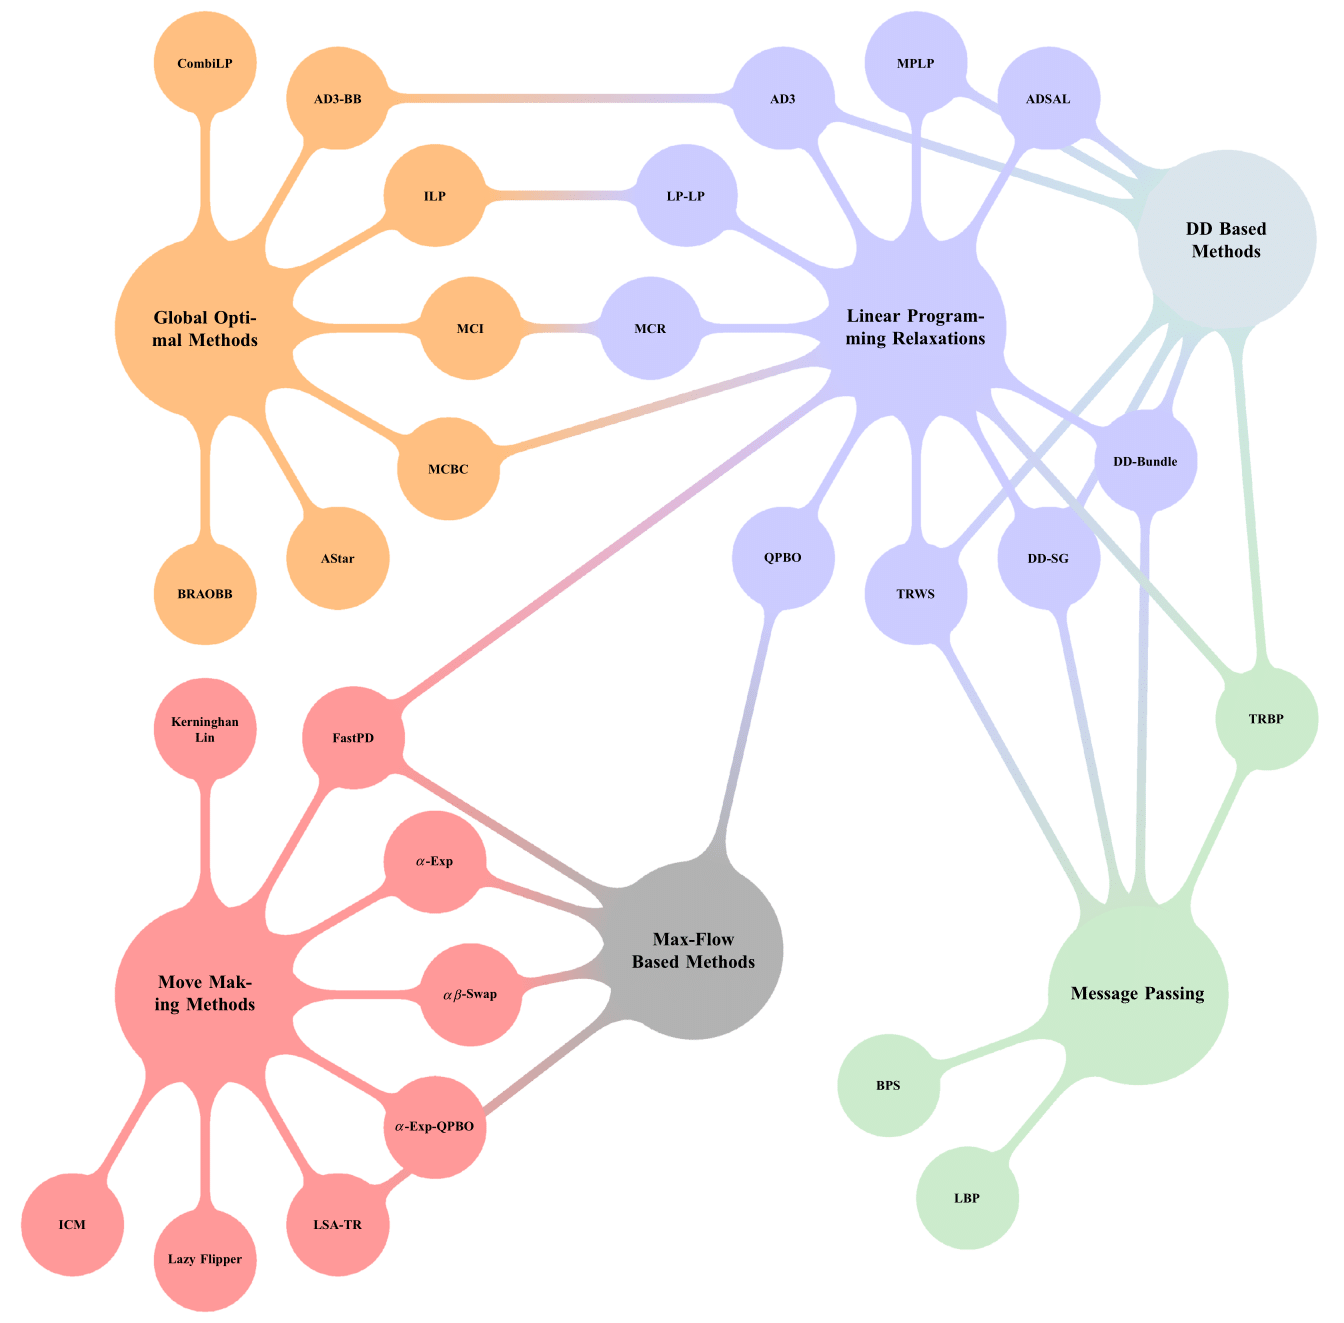 CombiLP
AD3-BB
AD3
MPLP
ADSAL
ILP
LP-LP
DD Based
Methods
Global Opti-
mal Methods
MCI
MCR
Linear Program-
ming Relaxations
MCBC
DD-Bundle
AStar
QPBO
DD-SG
BRAOBB
TRWS
Kerninghan
Lin
FastPD
TRBP
α-Exp
Max-Flow
Based Methods
Move Mak-
ing Methods
αβ-Swap
Message Passing
BPS
α-Exp-QPBO
LBP
ICM
LSA-TR
Lazy Flipper